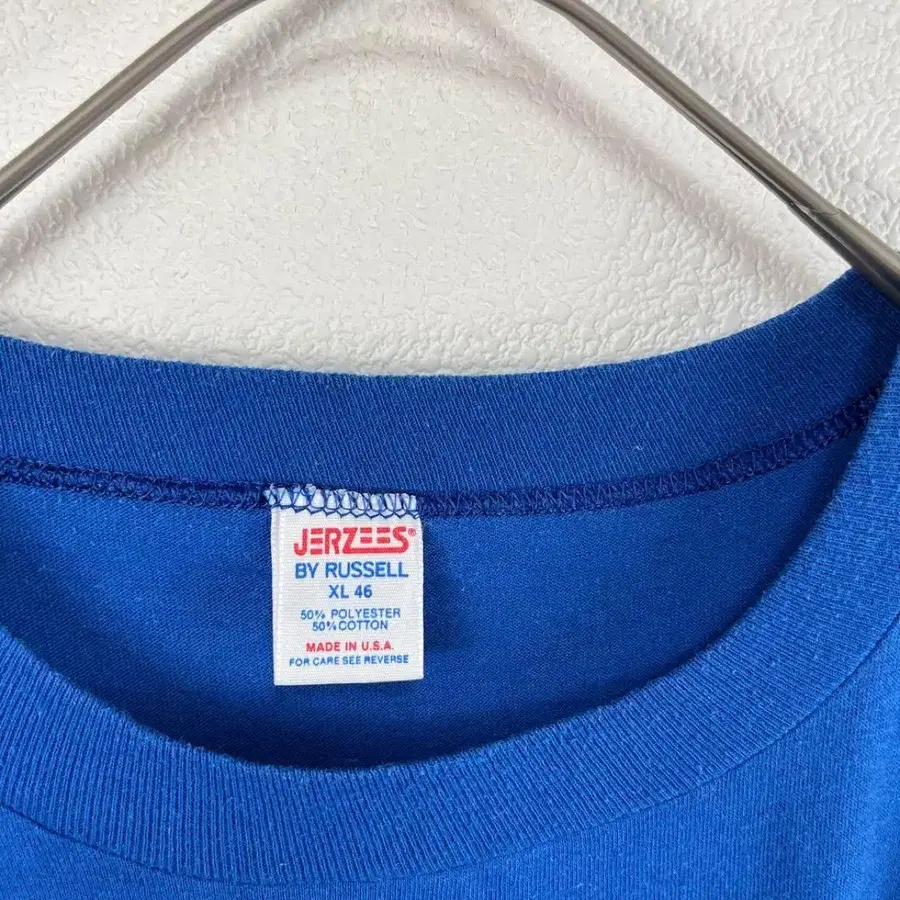 JERZEES®
BY RUSSELL
XL 46
50% POLYESTER
50% COTTON
MADE IN U.S.A.
FOR CARE SEE REVERSE